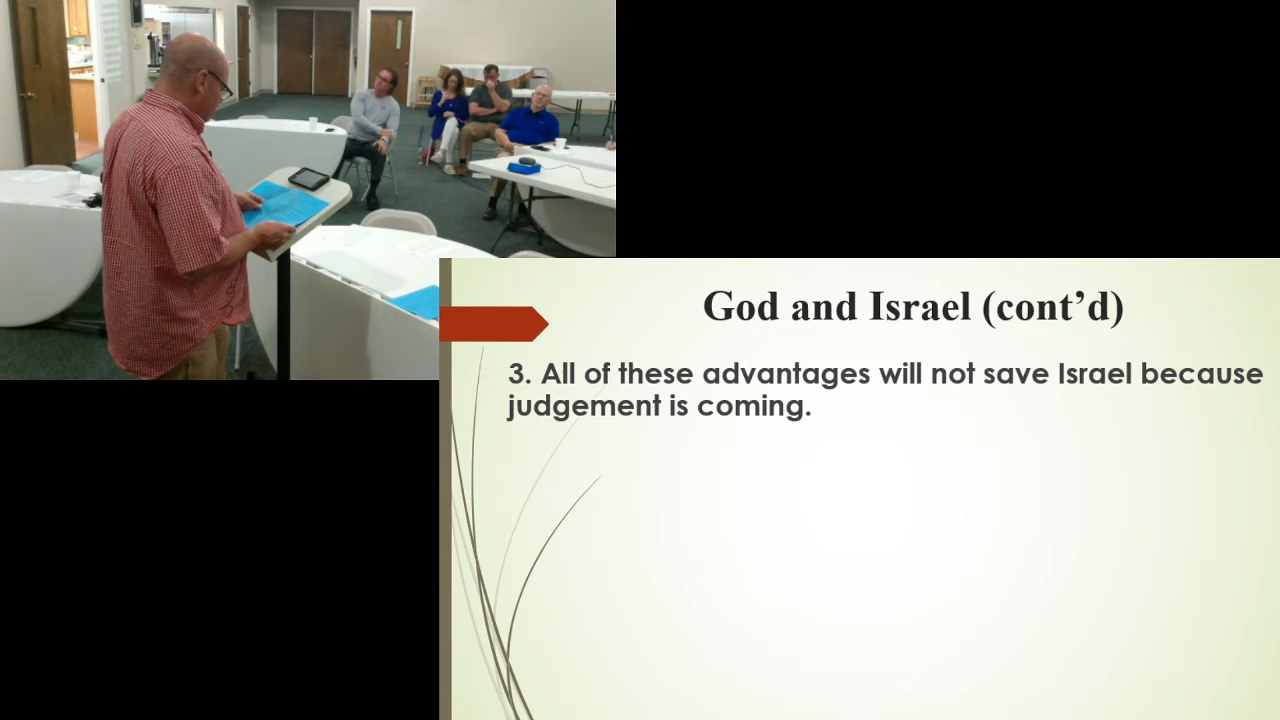 God and Israel (cont’d)
3. All of these advantages will not save Israel because
judgement is coming.